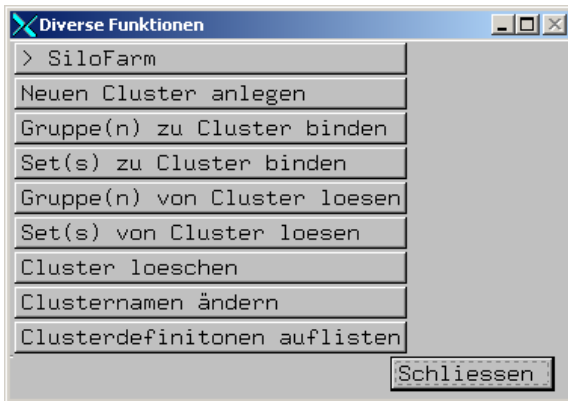 Diverse Funktionen
> SiloFarm
Neuen Cluster anlegen
Gruppe(n) zu Cluster binden
Set(s) zu Cluster binden
Gruppe(n) von Cluster loesen
Set(s) von Cluster loesen
Cluster loeschen
Clusternamen ändern
Clusterdefinitonen auflisten
Schliessen